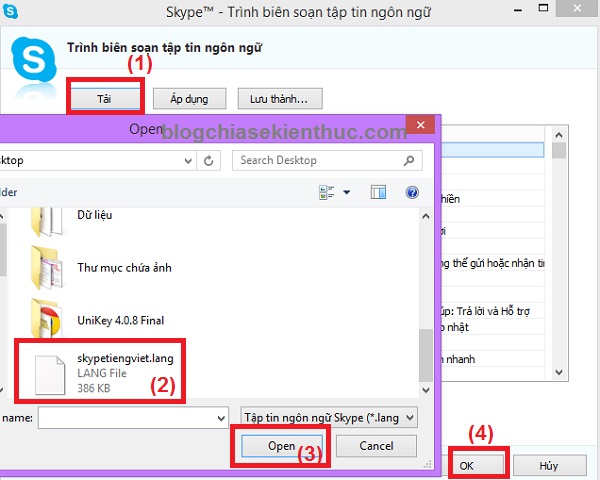 Skype™ - Trình biên soạn tập tin ngôn ngữ
Trình biên soạn tập tin ngôn ngữ
(1)
Tải
Áp dụng
Lưu thành...
Open
blogchiasekienthuc.com
sktop
Search Desktop
lder
Dữ liệu
hiền
ời
Thư mục chứa ảnh
ng thể gửi hoặc nhận tin
UniKey 4.0.8 Final
úp: Trả lời và Hỗ trợ
p nhật
skypetiengviet.lang
LANG File
386 KB
(2)
n nhanh
name:
Tập tin ngôn ngữ Skype (*.lang
Open
(3)
Cancel
(4)
OK
Hủy